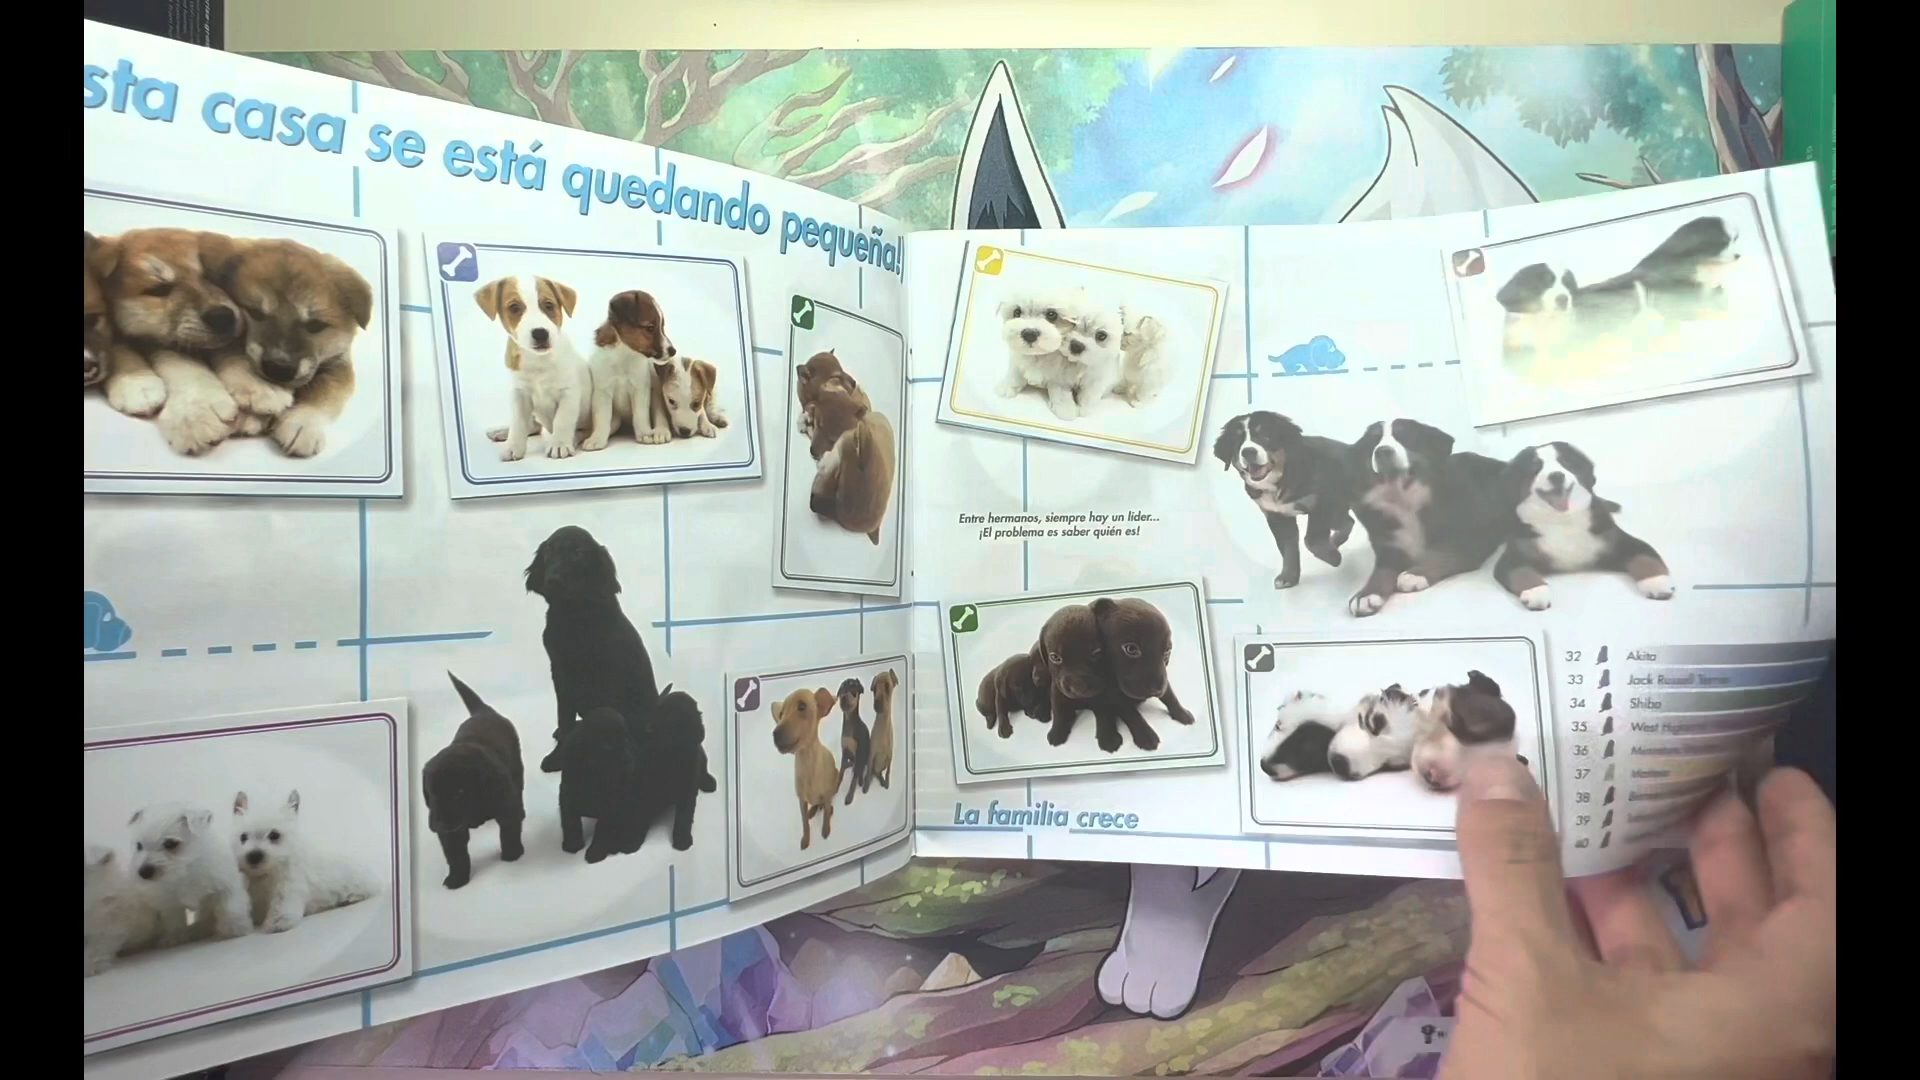 sta casa se está quedando pequeña!
Entre hermanos, siempre hay un líder...
¡El problema es saber quién es!
La familia crece
32 Akita
33 Jack Russell Terrier
34 Shiba
35 West
36
37
38
39
40